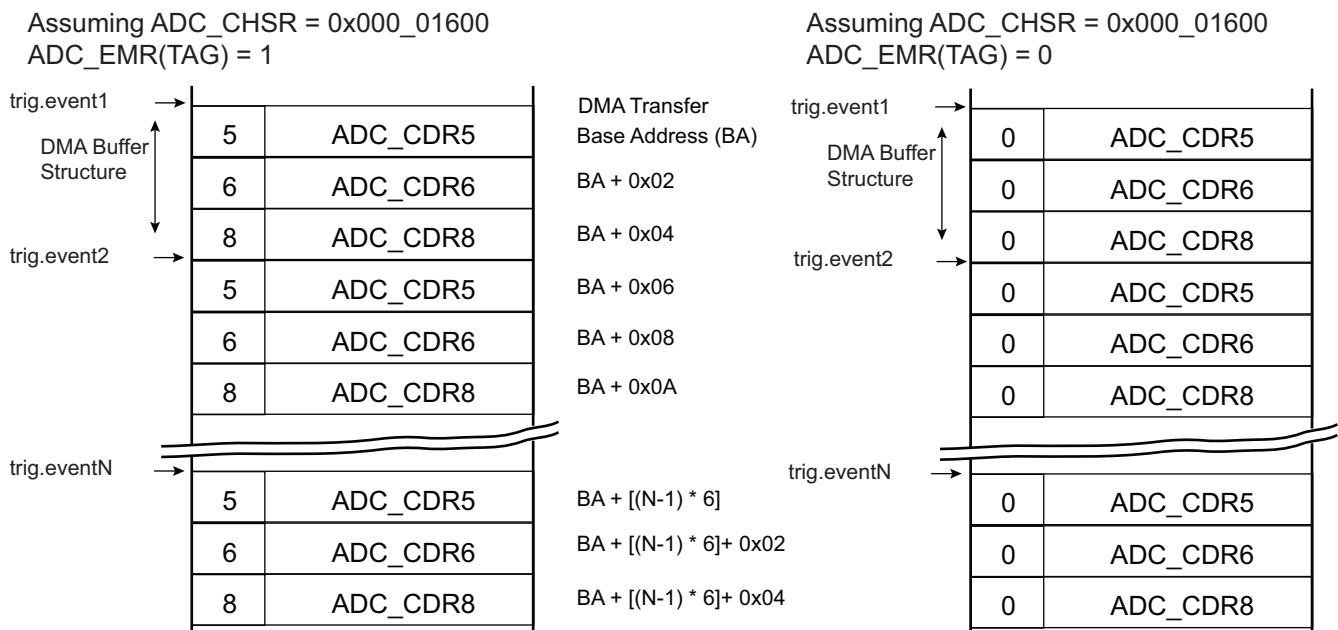 Assuming ADC_CHSR = 0x000_01600
ADC_EMR(TAG) = 1
trig.event1
DMA Buffer
Structure
trig.event2
trig.eventN
5 ADC_CDR5
6 ADC_CDR6
8 ADC_CDR8
5 ADC_CDR5
6 ADC_CDR6
8 ADC_CDR8
5 ADC_CDR5
6 ADC_CDR6
8 ADC_CDR8
DMA Transfer
Base Address (BA)
BA + 0x02
BA + 0x04
BA + 0x06
BA + 0x08
BA + 0x0A
BA + [(N-1) * 6]
BA + [(N-1) * 6]+ 0x02
BA + [(N-1) * 6]+ 0x04
Assuming ADC_CHSR = 0x000_01600
ADC_EMR(TAG) = 0
trig.event1
DMA Buffer
Structure
trig.event2
trig.eventN
0 ADC_CDR5
0 ADC_CDR6
0 ADC_CDR8
0 ADC_CDR5
0 ADC_CDR6
0 ADC_CDR8
0 ADC_CDR5
0 ADC_CDR6
0 ADC_CDR8